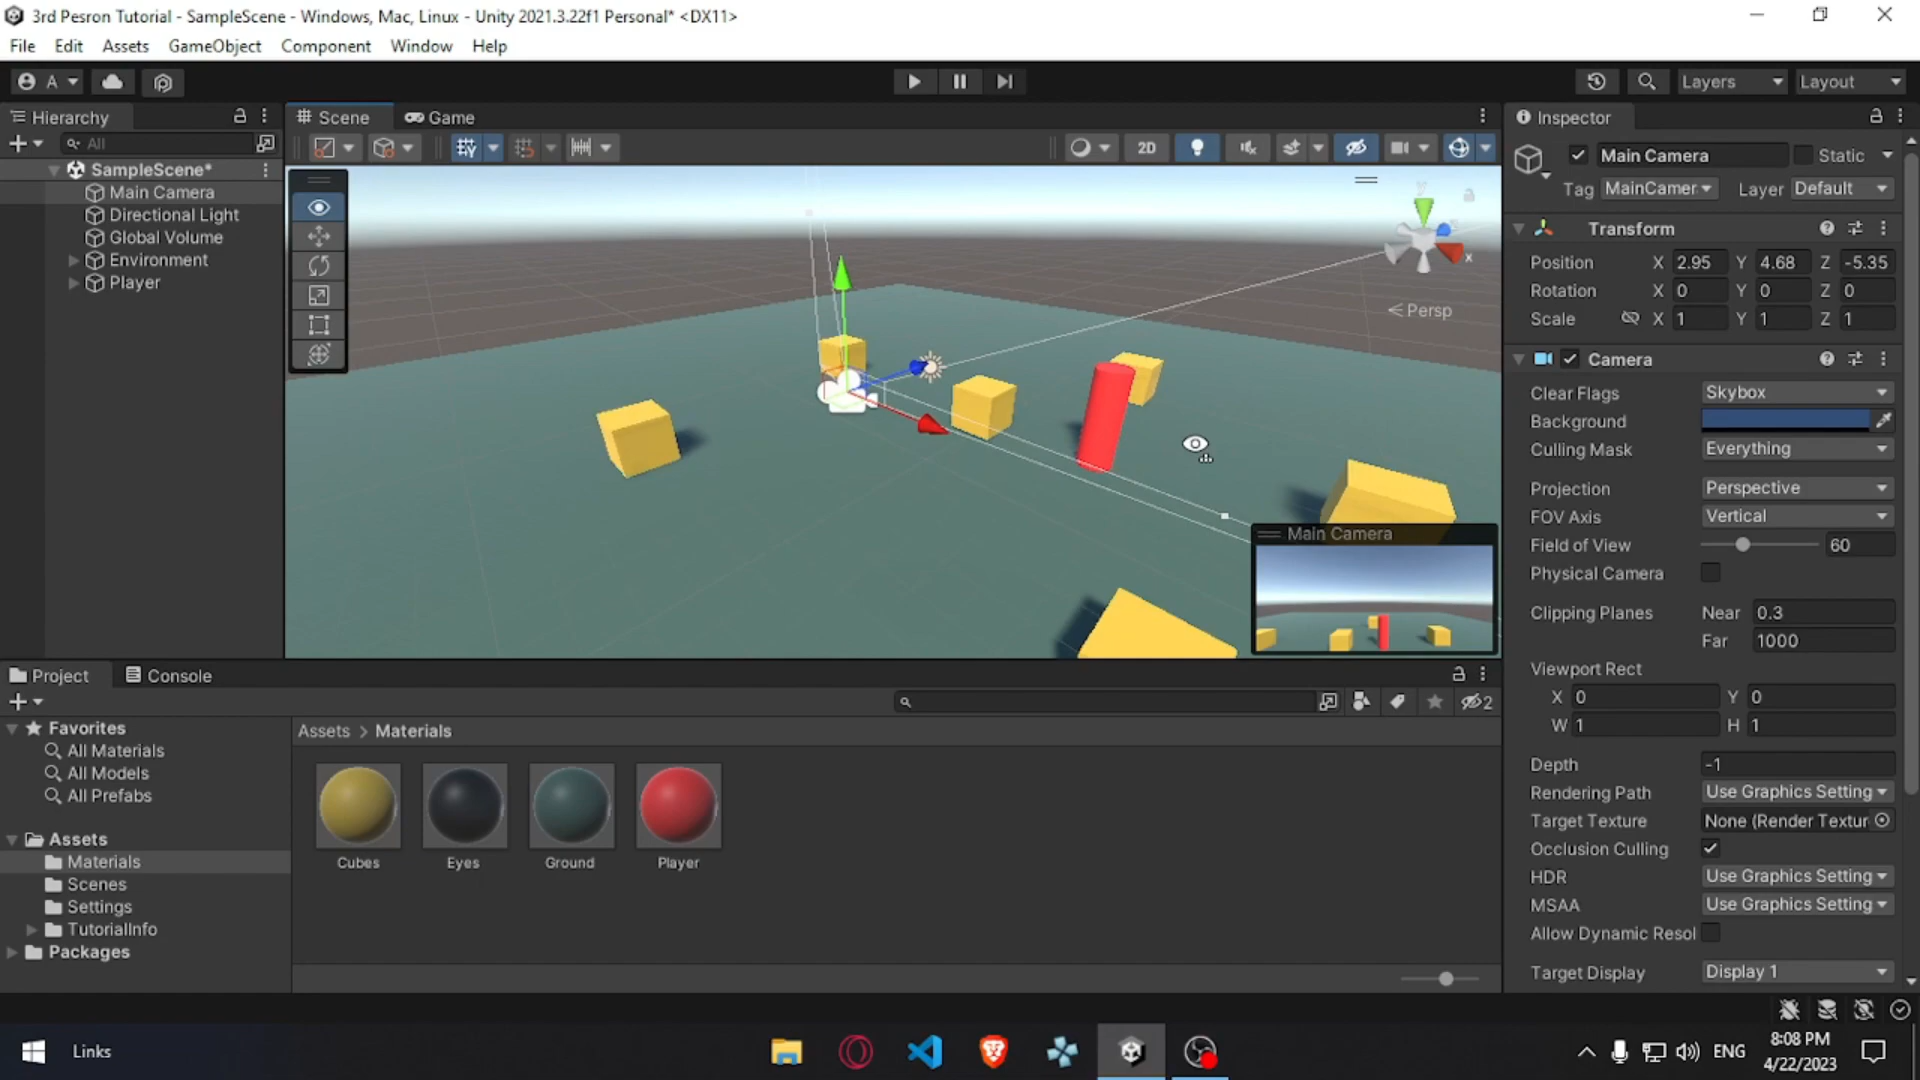 3rd Pesron Tutorial - SampleScene - Windows, Mac, Linux - Unity 2021.3.22f1 Personal* <DX11>
File Edit Assets GameObject Component Window Help
A
Layers
Layout
Hierarchy
All
SampleScene*
Main Camera
Directional Light
Global Volume
Environment
Player
Scene
Game
2D
y
x
Persp
Main Camera
Inspector
Main Camera
Static
Tag MainCamer Layer Default
Transform
Position X 2.95 Y 4.68 Z -5.35
Rotation X 0 Y 0 Z 0
Scale X 1 Y 1 Z 1
Camera
Clear Flags Skybox
Background
Culling Mask Everything
Projection Perspective
FOV Axis Vertical
Field of View 60
Physical Camera
Clipping Planes Near 0.3
Far 1000
Viewport Rect
X 0 Y 0
W 1 H 1
Depth -1
Rendering Path Use Graphics Setting
Target Texture None (Render Textur
Occlusion Culling
HDR Use Graphics Setting
MSAA Use Graphics Setting
Allow Dynamic Resol
Target Display Display 1
Project
Console
2
Favorites
All Materials
All Models
All Prefabs
Assets
Materials
Scenes
Settings
TutorialInfo
Packages
Assets > Materials
Cubes
Eyes
Ground
Player
Links
ENG
8:08 PM
4/22/2023